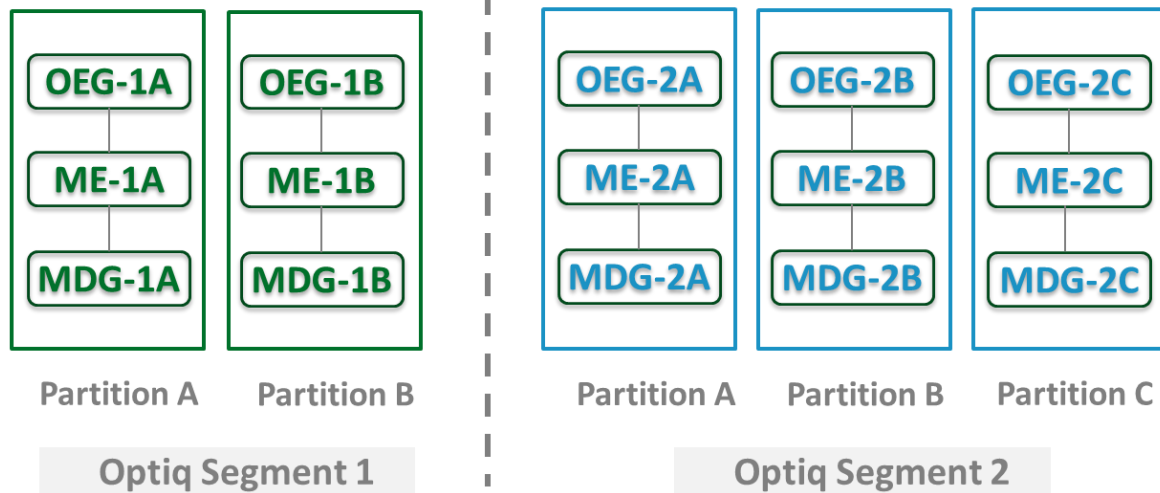 OEG-1A
ME-1A
MDG-1A
Partition A
OEG-1B
ME-1B
MDG-1B
Partition B
Optiq Segment 1
OEG-2A
ME-2A
MDG-2A
Partition A
OEG-2B
ME-2B
MDG-2B
Partition B
OEG-2C
ME-2C
MDG-2C
Partition C
Optiq Segment 2